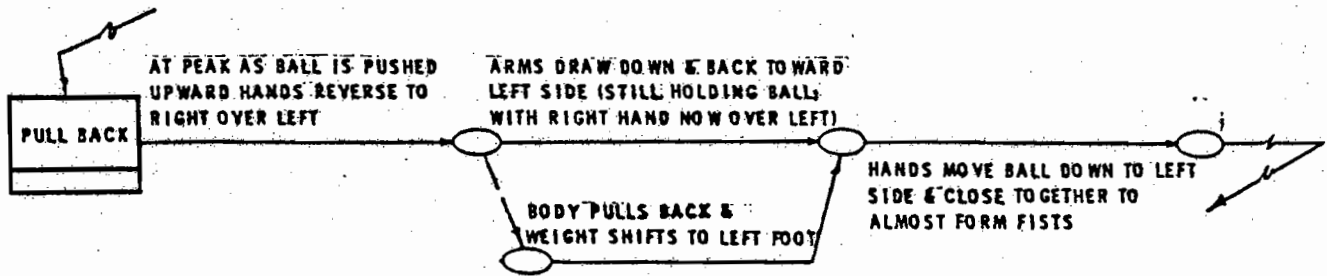 PULL BACK
AT PEAK AS BALL IS PUSHED
UPWARD HANDS REVERSE TO
RIGHT OVER LEFT
ARMS DRAW DOWN & BACK TOWARD
LEFT SIDE (STILL HOLDING BALL,
WITH RIGHT HAND NOW OVER LEFT)
BODY PULLS BACK &
WEIGHT SHIFTS TO LEFT FOOT
HANDS MOVE BALL DOWN TO LEFT
SIDE & CLOSE TOGETHER TO
ALMOST FORM FISTS